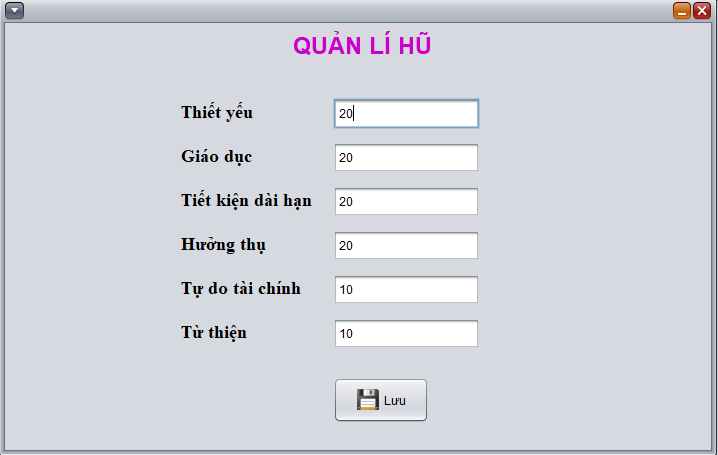 QUẢN LÍ HŨ
Thiết yếu 20
Giáo dục 20
Tiết kiện dài hạn 20
Hưởng thụ 20
Tự do tài chính 10
Từ thiện 10
Lưu